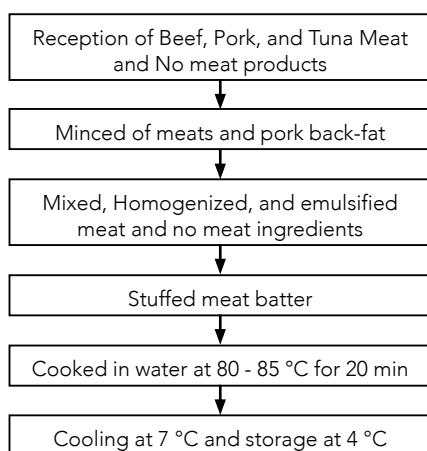 Reception of Beef, Pork, and Tuna Meat
and No meat products
Minced of meats and pork back-fat
Mixed, Homogenized, and emulsified
meat and no meat ingredients
Stuffed meat batter
Cooked in water at 80 - 85 °C for 20 min
Cooling at 7 °C and storage at 4 °C